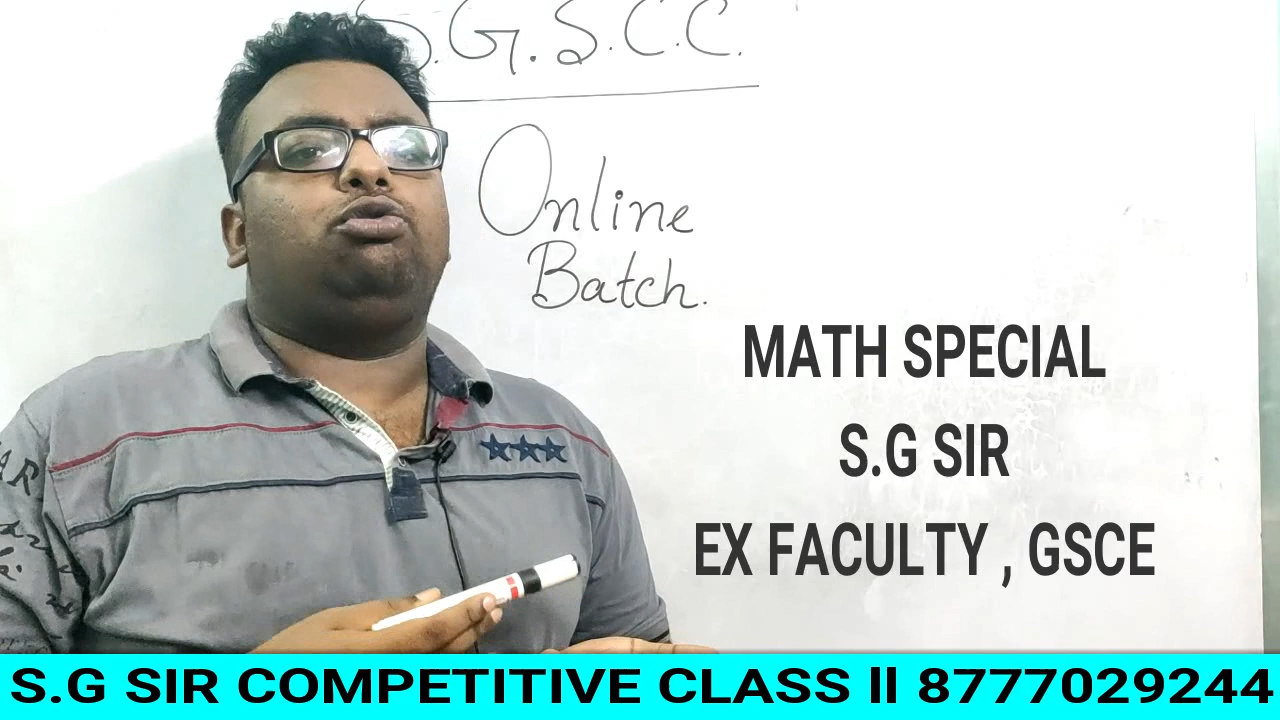 S.G.S.C.C.
Online
Batch.
MATH SPECIAL
S.G SIR
EX FACULTY , GSCE
S.G SIR COMPETITIVE CLASS ll 8777029244